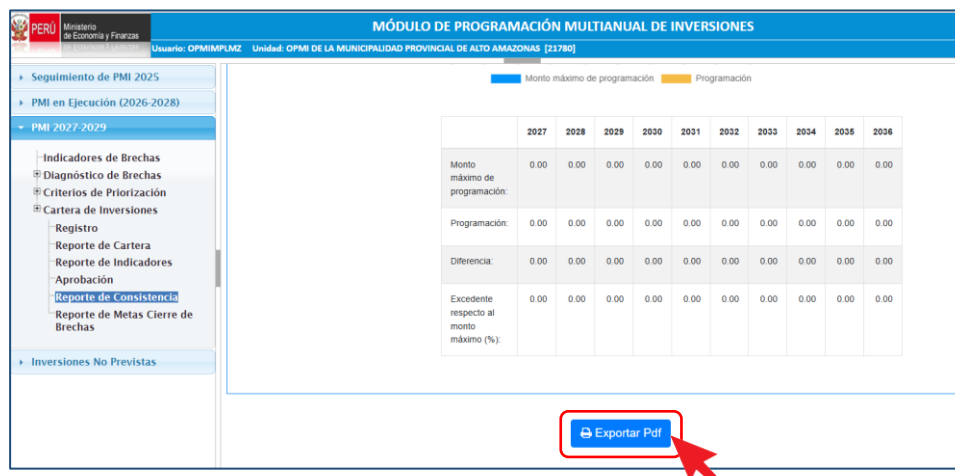 PERÚ
Ministerio
de Economía y Finanzas
MÓDULO DE PROGRAMACIÓN MULTIANUAL DE INVERSIONES
Usuario: OPMIMPLMZ Unidad: OPMI DE LA MUNICIPALIDAD PROVINCIAL DE ALTO AMAZONAS [21780]
Seguimiento de PMI 2025
PMI en Ejecución (2026-2028)
PMI 2027-2029
Indicadores de Brechas
Diagnóstico de Brechas
Criterios de Priorización
Cartera de Inversiones
Registro
Reporte de Cartera
Reporte de Indicadores
Aprobación
Reporte de Consistencia
Reporte de Metas Cierre de
Brechas
Inversiones No Previstas
Monto máximo de programación Programación
2027 2028 2029 2030 2031 2032 2033 2034 2035 2036
Monto
máximo de
programación:
0.00 0.00 0.00 0.00 0.00 0.00 0.00 0.00 0.00 0.00
Programación: 0.00 0.00 0.00 0.00 0.00 0.00 0.00 0.00 0.00 0.00
Diferencia: 0.00 0.00 0.00 0.00 0.00 0.00 0.00 0.00 0.00 0.00
Excedente
respecto al
monto
máximo (%):
0.00 0.00 0.00 0.00 0.00 0.00 0.00 0.00 0.00 0.00
Exportar Pdf